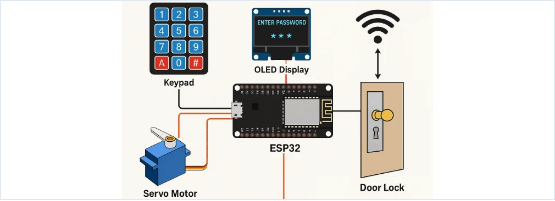 1 2 3
4 5 6
7 8 9
A 0 #
Keypad
ENTER PASSWORD
***
OLED Display
ESP32
Servo Motor
Door Lock